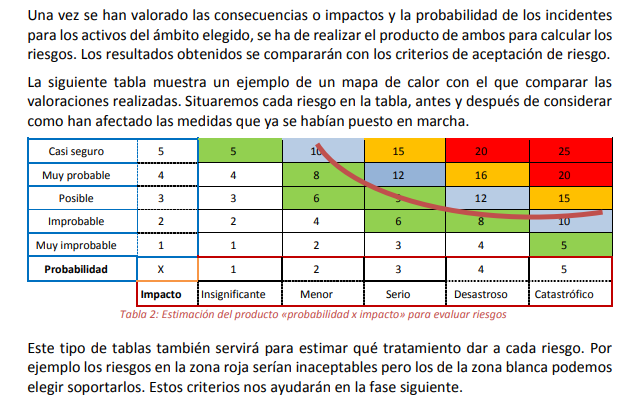 Una vez se han valorado las consecuencias o impactos y la probabilidad de los incidentes
para los activos del ámbito elegido, se ha de realizar el producto de ambos para calcular los
riesgos. Los resultados obtenidos se compararán con los criterios de aceptación de riesgo.
La siguiente tabla muestra un ejemplo de un mapa de calor con el que comparar las
valoraciones realizadas. Situaremos cada riesgo en la tabla, antes y después de considerar
como han afectado las medidas que ya se habían puesto en marcha.
Casi seguro 5 5 10 15 20 25
Muy probable 4 4 8 12 16 20
Posible 3 3 6 9 12 15
Improbable 2 2 4 6 8 10
Muy improbable 1 1 2 3 4 5
Probabilidad X 1 2 3 4 5
Impacto Insignificante Menor Serio Desastroso Catastrófico
Tabla 2: Estimación del producto «probabilidad x impacto» para evaluar riesgos
Este tipo de tablas también servirá para estimar qué tratamiento dar a cada riesgo. Por
ejemplo los riesgos en la zona roja serían inaceptables pero los de la zona blanca podemos
elegir soportarlos. Estos criterios nos ayudarán en la fase siguiente.